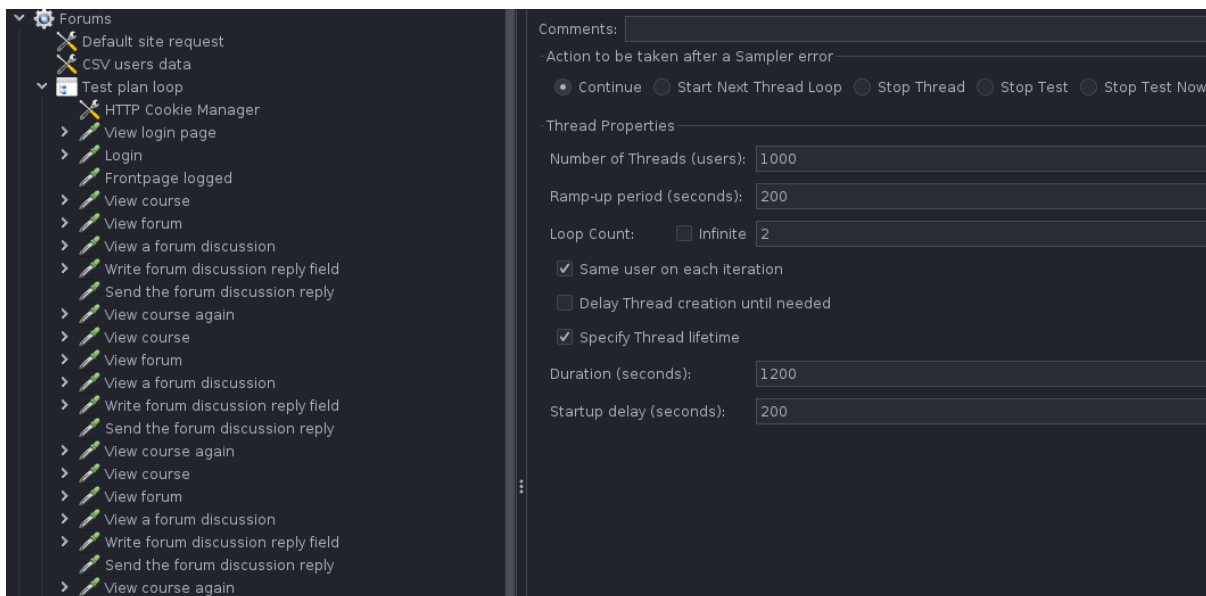 Forums
Default site request
CSV users data
Test plan loop
HTTP Cookie Manager
View login page
Login
Frontpage logged
View course
View forum
View a forum discussion
Write forum discussion reply field
Send the forum discussion reply
View course again
View course
View forum
View a forum discussion
Write forum discussion reply field
Send the forum discussion reply
View course again
View course
View forum
View a forum discussion
Write forum discussion reply field
Send the forum discussion reply
View course again
Comments:
Action to be taken after a Sampler error
Continue Start Next Thread Loop Stop Thread Stop Test Stop Test Now
Thread Properties
Number of Threads (users): 1000
Ramp-up period (seconds): 200
Loop Count: Infinite 2
Same user on each iteration
Delay Thread creation until needed
Specify Thread lifetime
Duration (seconds): 1200
Startup delay (seconds): 200